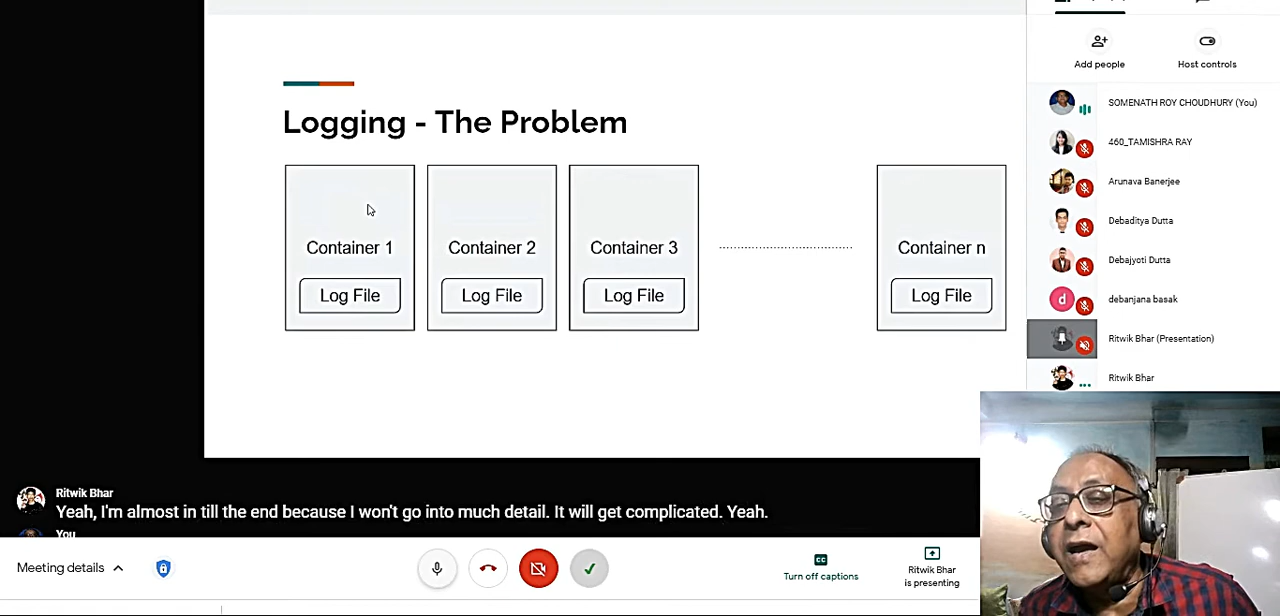 Logging - The Problem
Container 1
Container 2
Container 3
Container n
Log File
Log File
Log File
Log File
Add people
Host controls
SOMENATH ROY CHOUDHURY (You)
460_TAMISHRA RAY
Arunava Banerjee
Debaditya Dutta
Debajyoti Dutta
d
debanjana basak
Ritwik Bhar (Presentation)
Ritwik Bhar
Ritwik Bhar
Yeah, I'm almost in till the end because I won't go into much detail. It will get complicated. Yeah.
You
Meeting details
CC
Turn off captions
Ritwik Bhar
is presenting